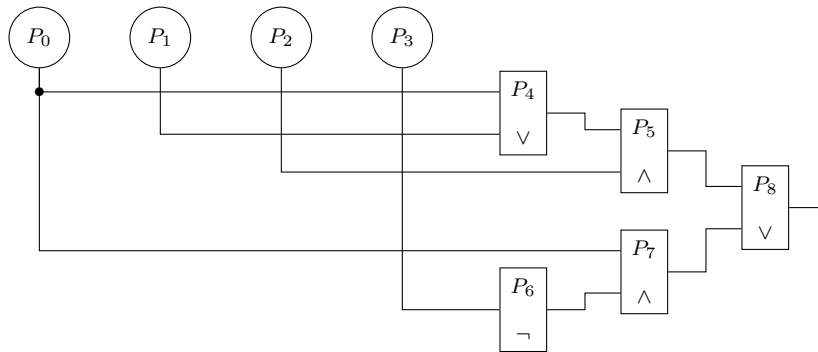 P₀ P₁ P₂ P₃
P₄
∨
P₅
∧
P₈
∨
P₇
∧
P₆
¬